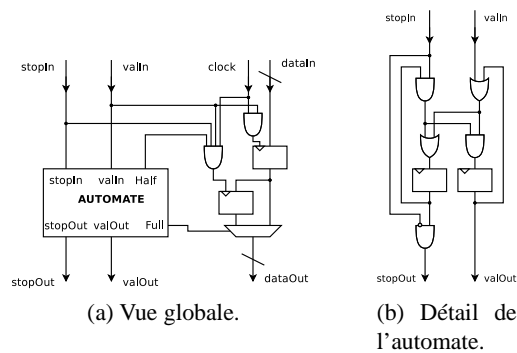 stopIn valIn clock dataIn
stopIn valIn Half
AUTOMATE
stopOut valOut Full
stopOut valOut dataOut
(a) Vue globale.
stopIn valIn
stopOut valOut
(b) Détail de
l'automate.